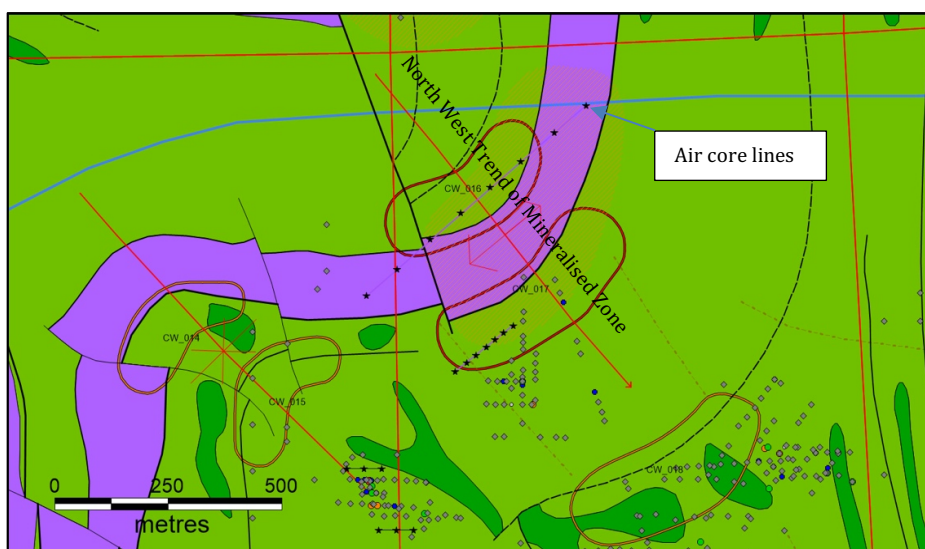 North West Trend of Mineralised Zone
Air core lines
CW_016
CW_017
CW_014
CW_015
CW_018
0 250 500
metres